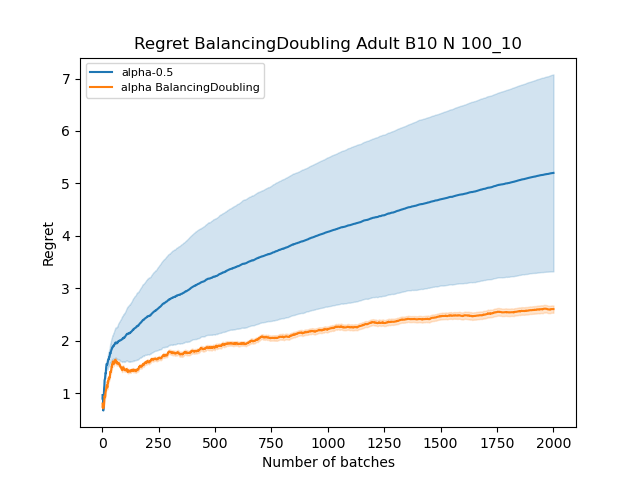 Regret BalancingDoubling Adult B10 N 100_10
alpha-0.5
alpha BalancingDoubling
7
6
5
4
3
2
1
Regret
0 250 500 750 1000 1250 1500 1750 2000
Number of batches